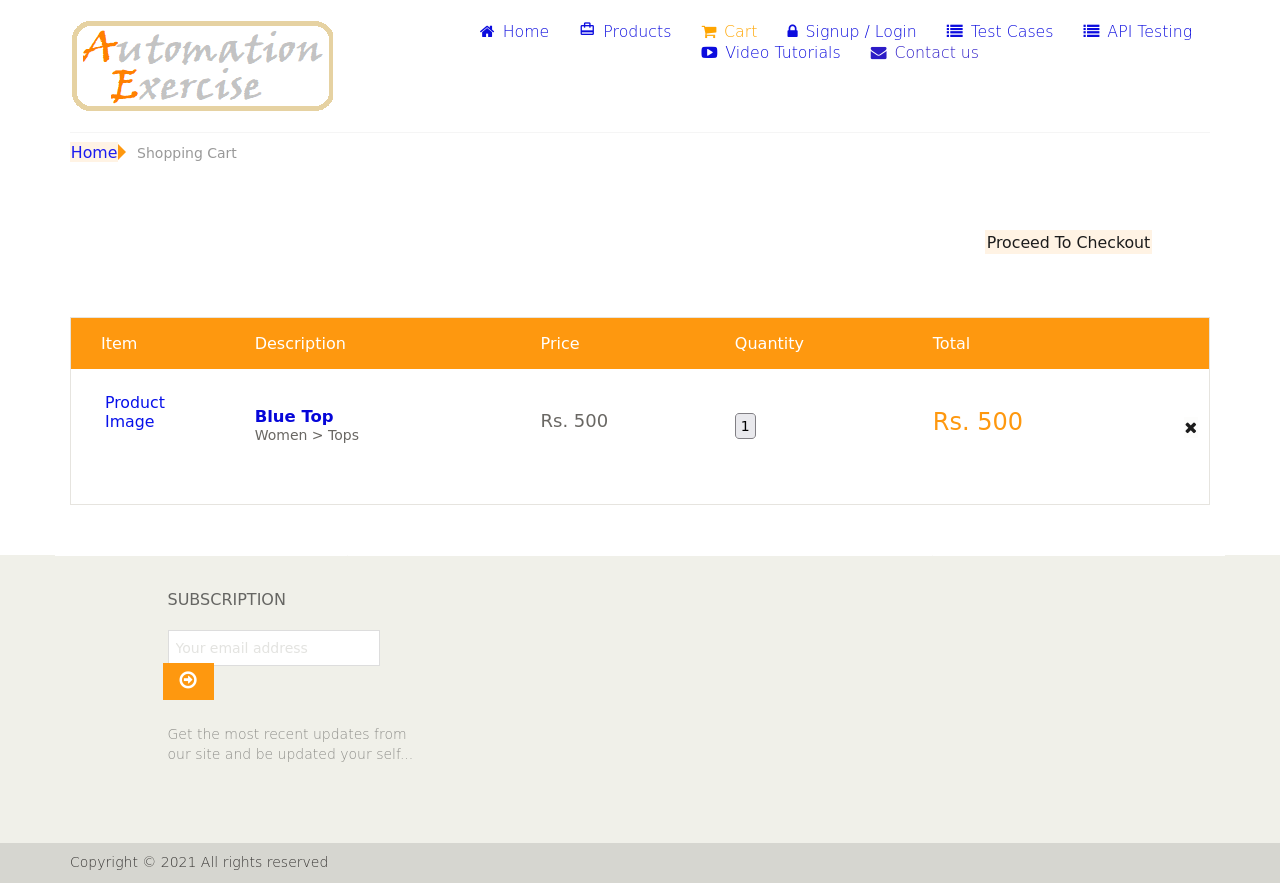 Automation
Exercise
Home
Products
Cart
Signup / Login
Test Cases
API Testing
Video Tutorials
Contact us
Home
Shopping Cart
Proceed To Checkout
Item Description Price Quantity Total
Product
Image
Blue Top
Women > Tops
Rs. 500
1
Rs. 500
SUBSCRIPTION
Your email address
Get the most recent updates from
our site and be updated your self...
Copyright © 2021 All rights reserved